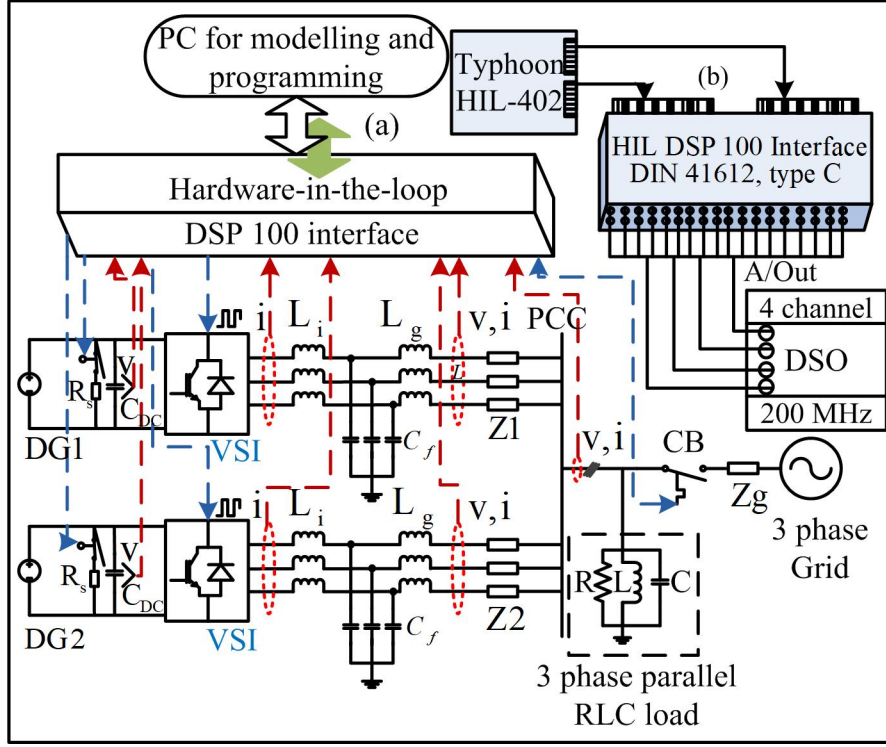 PC for modelling and
programming
(a)
Typhoon
HIL-402
(b)
HIL DSP 100 Interface
DIN 41612, type C
Hardware-in-the-loop
DSP 100 interface
A/Out
4 channel
DSO
200 MHz
i
L i
L g
v, i
PCC
V
R s
C DC
L
DG1
VSI
C f
Z1
v, i
CB
Zg
3 phase
Grid
i
L i
L g
v, i
V
R s
C DC
DG2
VSI
C f
Z2
R
L
C
3 phase parallel
RLC load